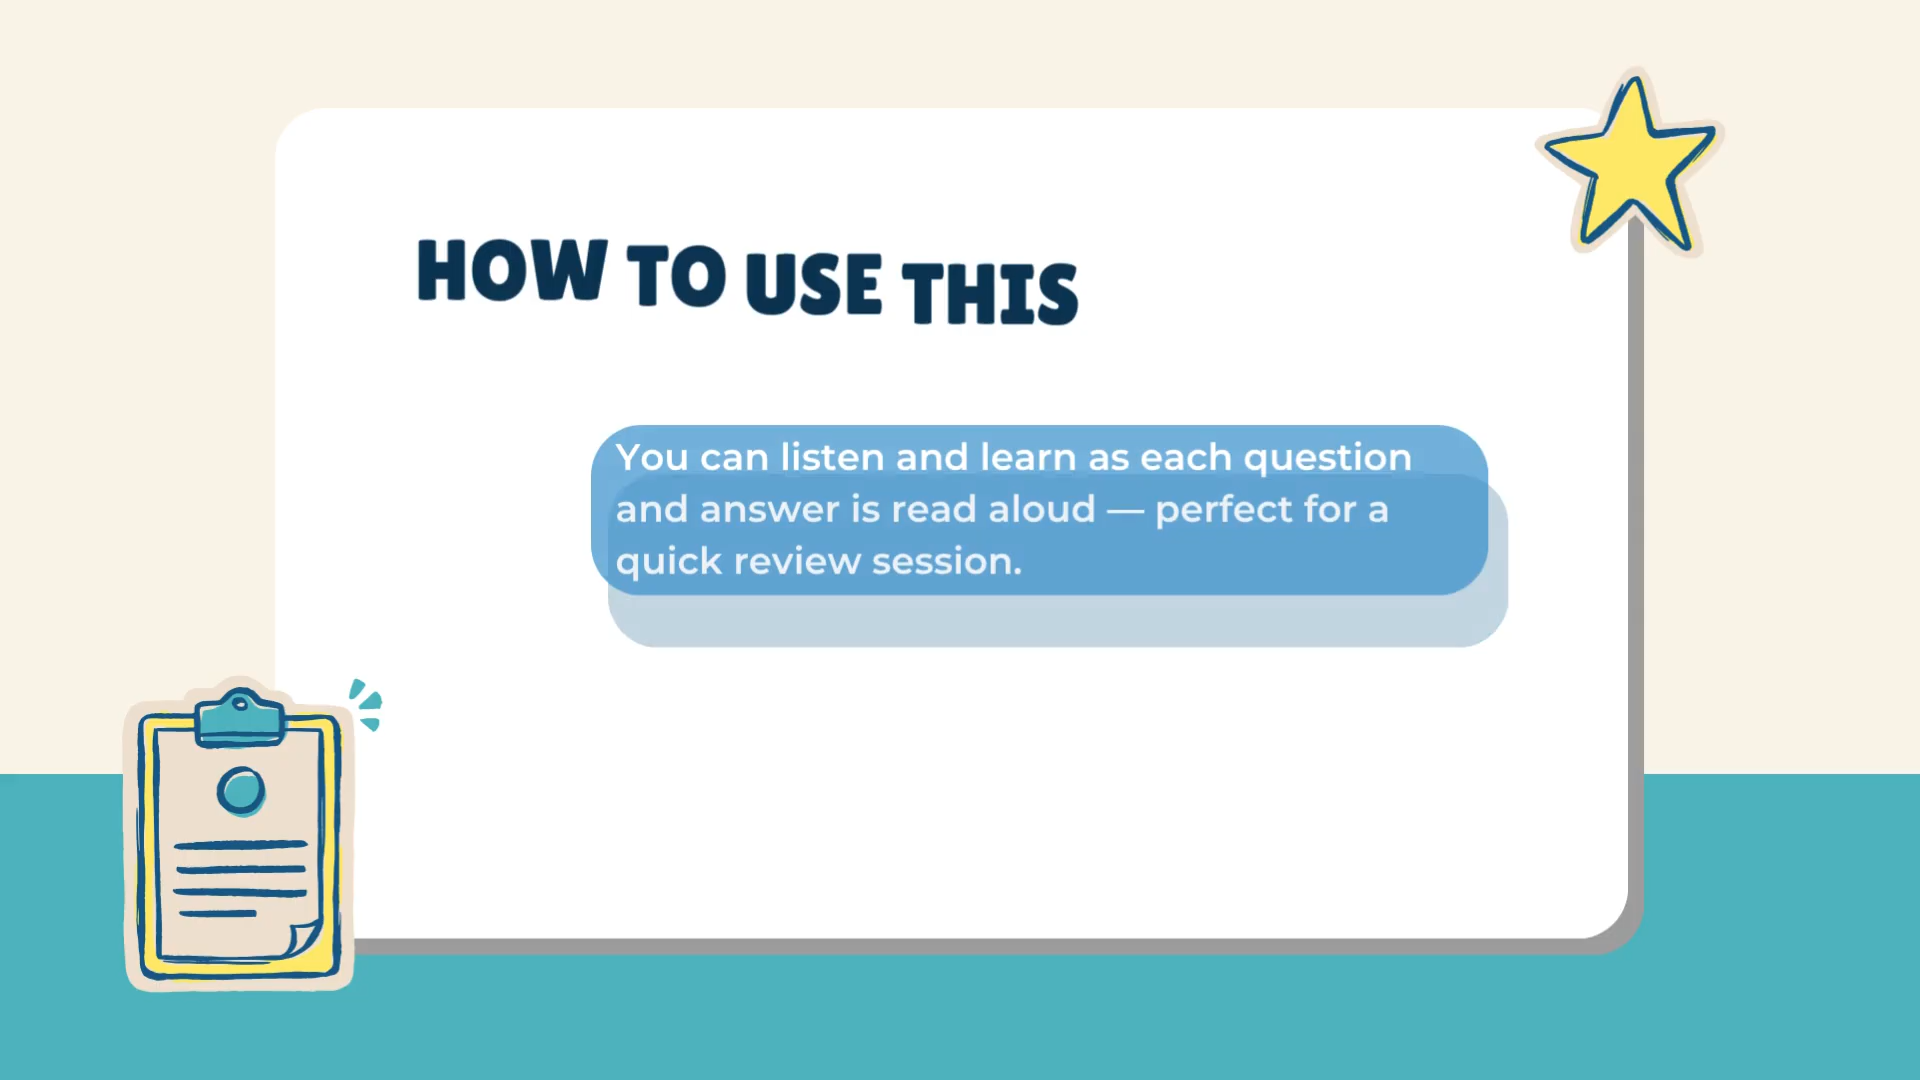 HOW TO USE THIS
You can listen and learn as each question
and answer is read aloud — perfect for a
quick review session.